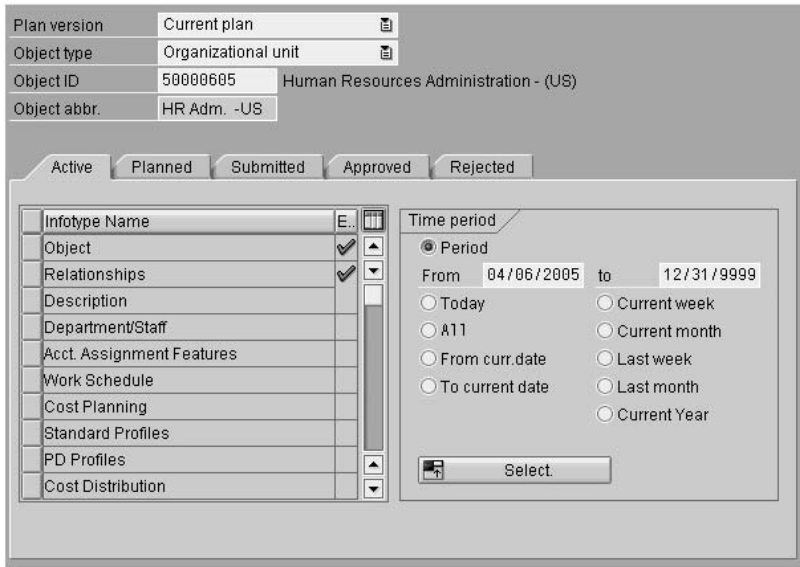 Plan version Current plan
Object type Organizational unit
Object ID 50000605 Human Resources Administration - (US)
Object abbr. HR Adm. -US
Active Planned Submitted Approved Rejected
Infotype Name E..
Object
Relationships
Description
Department/Staff
Acct. Assignment Features
Work Schedule
Cost Planning
Standard Profiles
PD Profiles
Cost Distribution
Time period
Period
From 04/06/2005 to 12/31/9999
Today Current week
All Current month
From curr.date Last week
To current date Last month
Current Year
Select.